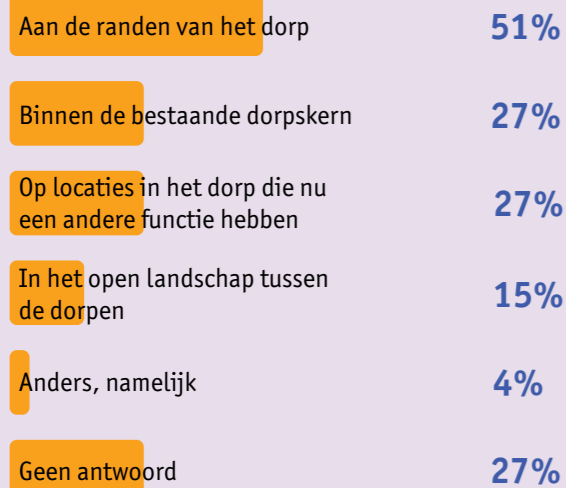 Aan de randen van het dorp 51%
Binnen de bestaande dorpskern 27%
Op locaties in het dorp die nu
een andere functie hebben 27%
In het open landschap tussen
de dorpen 15%
Anders, namelijk 4%
Geen antwoord 27%